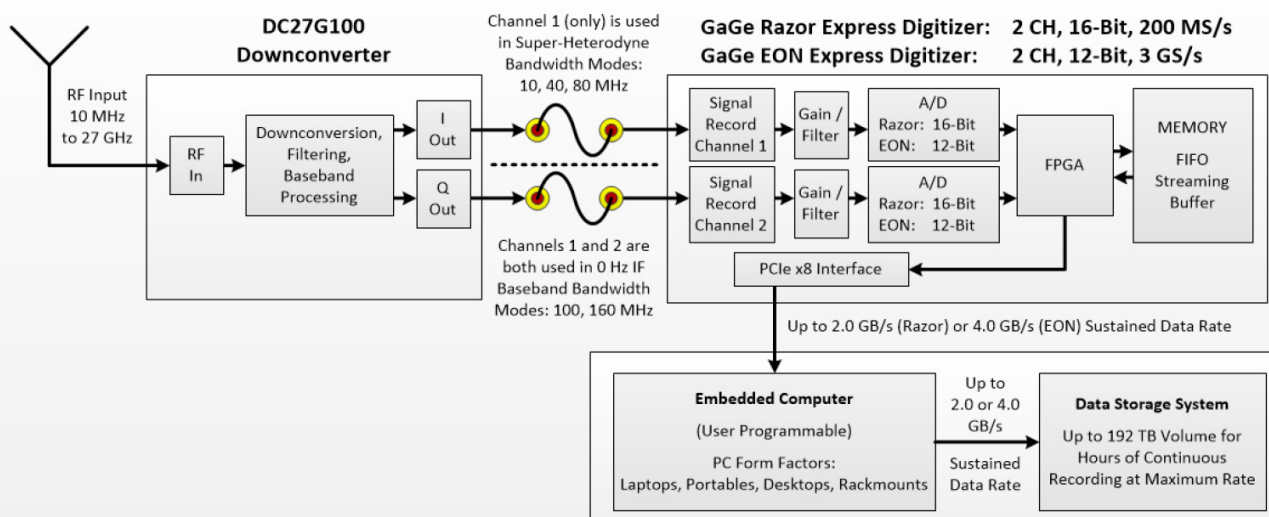 DC27G100
Downconverter
Channel 1 (only) is used
in Super-Heterodyne
Bandwidth Modes:
10, 40, 80 MHz
GaGe Razor Express Digitizer: 2 CH, 16-Bit, 200 MS/s
GaGe EON Express Digitizer: 2 CH, 12-Bit, 3 GS/s
RF Input
10 MHz
to 27 GHz
RF
In
Downconversion,
Filtering,
Baseband
Processing
I
Out
Q
Out
Channels 1 and 2 are
both used in 0 Hz IF
Baseband Bandwidth
Modes: 100, 160 MHz
Signal
Record
Channel 1
Gain /
Filter
A/D
Razor: 16-Bit
EON: 12-Bit
Signal
Record
Channel 2
Gain /
Filter
A/D
Razor: 16-Bit
EON: 12-Bit
FPGA
MEMORY
FIFO
Streaming
Buffer
PCIe x8 Interface
Up to 2.0 GB/s (Razor) or 4.0 GB/s (EON) Sustained Data Rate
Embedded Computer
(User Programmable)
PC Form Factors:
Laptops, Portables, Desktops, Rackmounts
Up to
2.0 or 4.0
GB/s
Sustained
Data Rate
Data Storage System
Up to 192 TB Volume for
Hours of Continuous
Recording at Maximum Rate